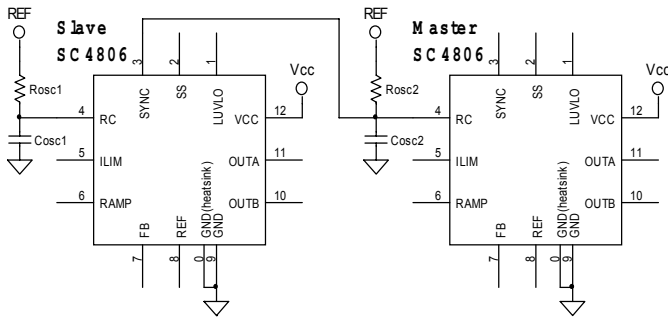 REF
Slave
SC4806
REF
Master
SC4806
Rosc1
Cosc1
3
2
1
SYNC
SS
LUVLO
Vcc
4
RC
VCC
12
5
ILIM
OUTA
11
6
RAMP
OUTB
10
FB
REF
GND(heatsink)
GND
7
8
0
9
Rosc2
Cosc2
3
2
1
SYNC
SS
LUVLO
Vcc
4
RC
VCC
12
5
ILIM
OUTA
11
6
RAMP
OUTB
10
FB
REF
GND(heatsink)
GND
7
8
0
9